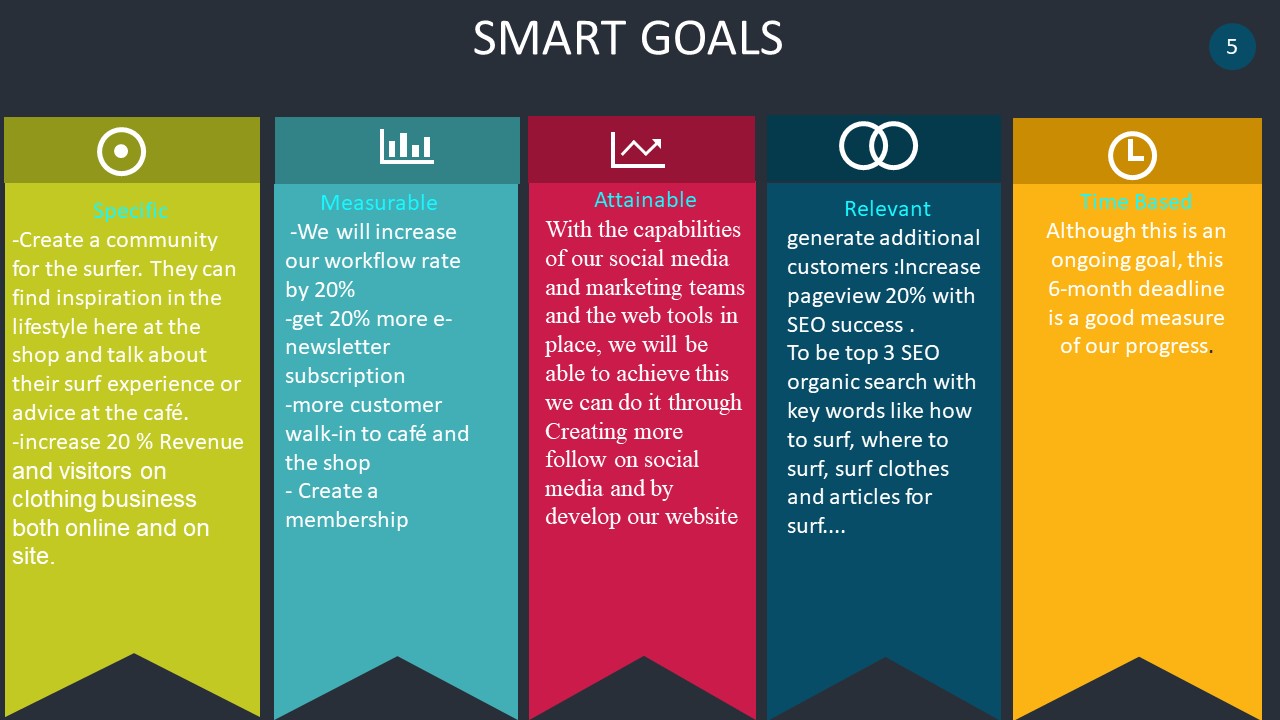 SMART GOALS
5
Specific
-Create a community
for the surfer. They can
find inspiration in the
lifestyle here at the
shop and talk about
their surf experience or
advice at the café.
-increase 20 % Revenue
and visitors on
clothing business
both online and on
site.
Measurable
-We will increase
our workflow rate
by 20%
-get 20% more e-
newsletter
subscription
-more customer
walk-in to café and
the shop
- Create a
membership
Attainable
With the capabilities
of our social media
and marketing teams
and the web tools in
place, we will be
able to achieve this
we can do it through
Creating more
follow on social
media and by
develop our website
Relevant
generate additional
customers :Increase
pageview 20% with
SEO success .
To be top 3 SEO
organic search with
key words like how
to surf, where to
surf, surf clothes
and articles for
surf....
Time Based
Although this is an
ongoing goal, this
6-month deadline
is a good measure
of our progress.